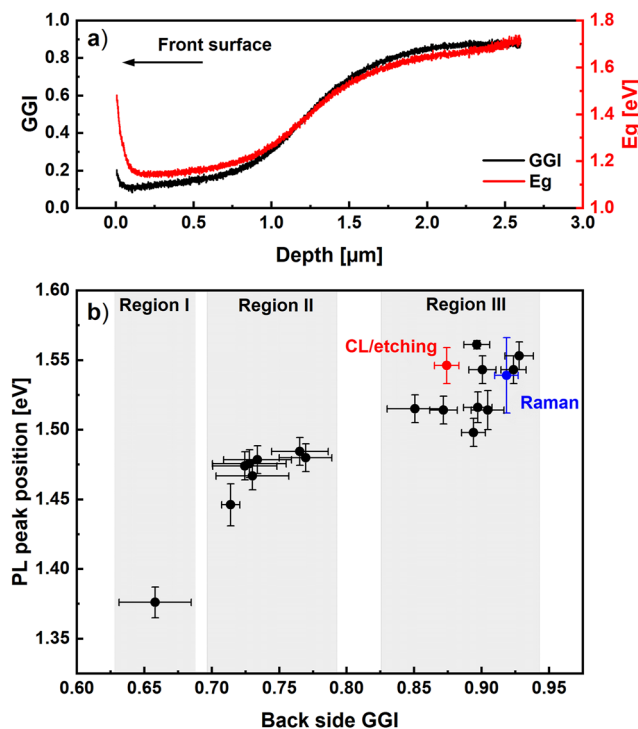 a)
Front surface
GGI
1.0
0.8
0.6
0.4
0.2
0.0
1.8
1.6
1.4
1.2
1.0
Eg [eV]
GGI
Eg
0.0 0.5 1.0 1.5 2.0 2.5 3.0
Depth [µm]
b)
Region I Region II Region III
CL/etching
Raman
PL peak position [eV]
1.60
1.55
1.50
1.45
1.40
1.35
0.60 0.65 0.70 0.75 0.80 0.85 0.90 0.95
Back side GGI